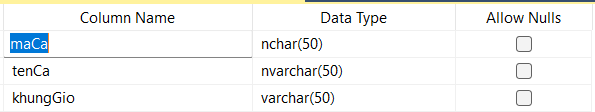 Column Name Data Type Allow Nulls
maCa nchar(50)
tenCa nvarchar(50)
khungGio varchar(50)